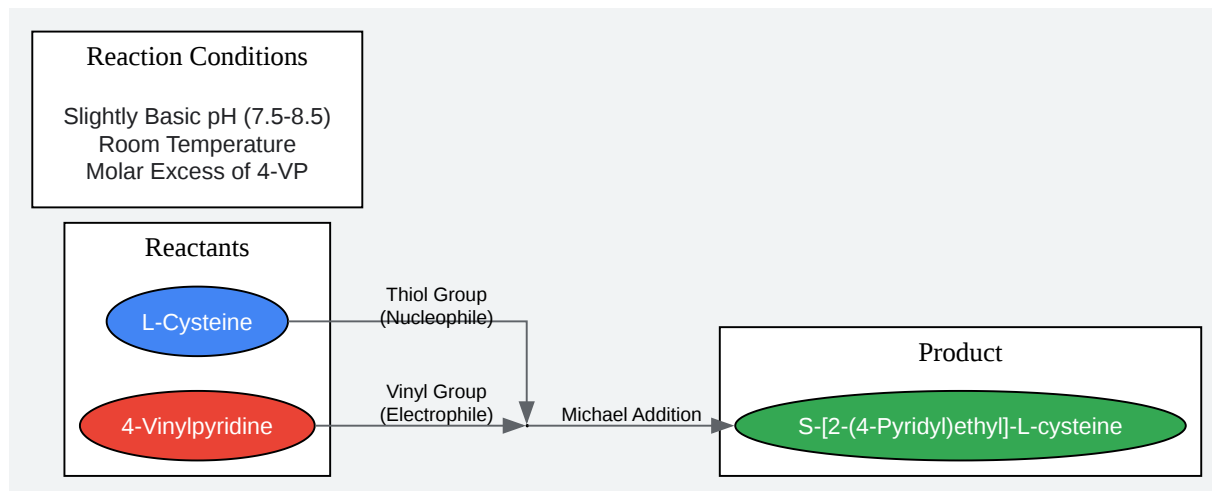 Reaction Conditions
Slightly Basic pH (7.5-8.5)
Room Temperature
Molar Excess of 4-VP
Reactants
L-Cysteine
4-Vinylpyridine
Thiol Group
(Nucleophile)
Vinyl Group
(Electrophile)
Michael Addition
Product
S-[2-(4-Pyridyl)ethyl]-L-cysteine